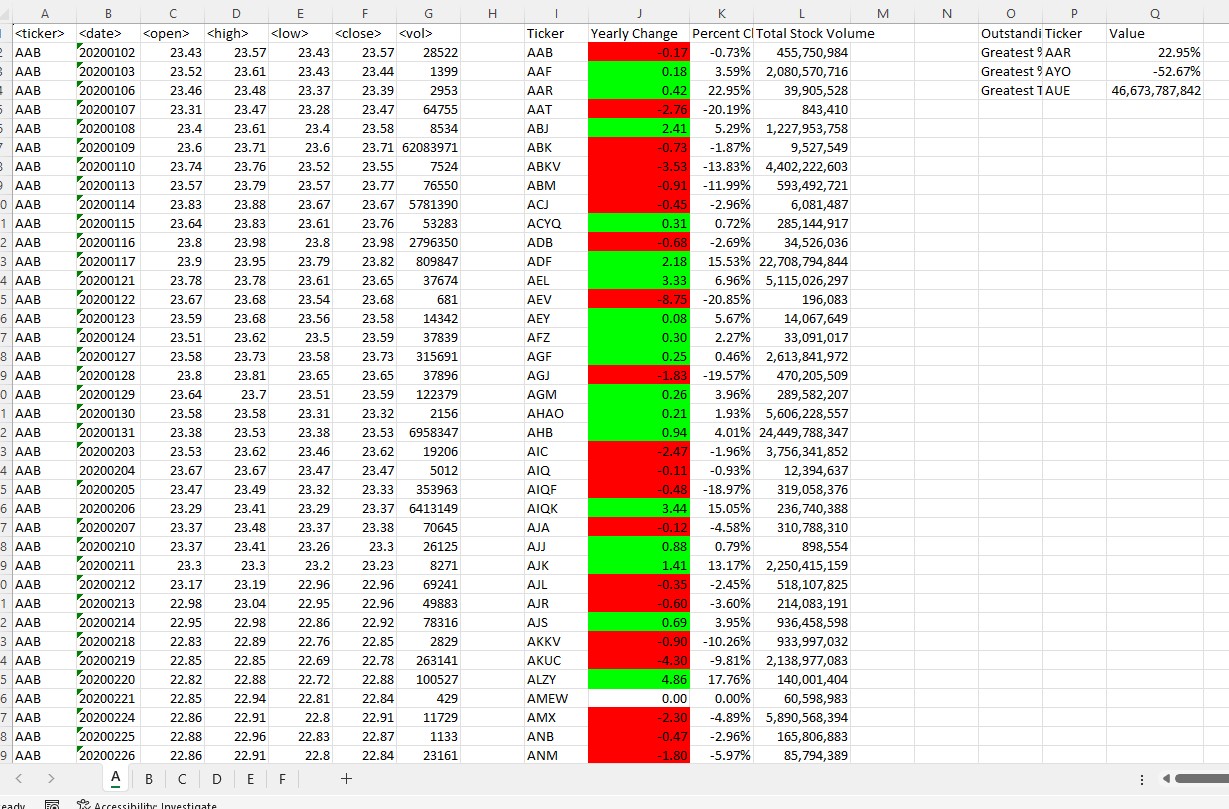 A B C D E F G H I J K L M N O P Q
<ticker> <date> <open> <high> <low> <close> <vol> Ticker Yearly Change Percent Cl Total Stock Volume Outstandi Ticker Value
2 AAB 20200102 23.43 23.57 23.43 23.57 28522 AAB -0.17 -0.73% 455,750,984 Greatest % AAR 22.95%
3 AAB 20200103 23.52 23.61 23.43 23.44 1399 AAF 0.18 3.59% 2,080,570,716 Greatest % AYO -52.67%
4 AAB 20200106 23.46 23.48 23.37 23.39 2953 AAR 0.42 22.95% 39,905,528 Greatest T AUE 46,673,787,842
5 AAB 20200107 23.31 23.47 23.28 23.47 64755 AAT -2.76 -20.19% 843,410
6 AAB 20200108 23.4 23.61 23.4 23.58 8534 ABJ 2.41 5.29% 1,227,953,758
7 AAB 20200109 23.6 23.71 23.6 23.71 62083971 ABK -0.73 -1.87% 9,527,549
8 AAB 20200110 23.74 23.76 23.52 23.55 7524 ABKV -3.53 -13.83% 4,402,222,603
9 AAB 20200113 23.57 23.79 23.57 23.77 76550 ABM -0.91 -11.99% 593,492,721
0 AAB 20200114 23.83 23.88 23.67 23.67 5781390 ACJ -0.45 -2.96% 6,081,487
1 AAB 20200115 23.64 23.83 23.61 23.76 53283 ACYQ 0.31 0.72% 285,144,917
2 AAB 20200116 23.8 23.98 23.8 23.98 2796350 ADB -0.68 -2.69% 34,526,036
3 AAB 20200117 23.9 23.95 23.79 23.82 809847 ADF 2.18 15.53% 22,708,794,844
4 AAB 20200121 23.78 23.78 23.61 23.65 37674 AEL 3.33 6.96% 5,115,026,297
5 AAB 20200122 23.67 23.68 23.54 23.68 681 AEV -8.75 -20.85% 196,083
6 AAB 20200123 23.59 23.68 23.56 23.58 14342 AEY 0.08 5.67% 14,067,649
7 AAB 20200124 23.51 23.62 23.5 23.59 37839 AFZ 0.30 2.27% 33,091,017
8 AAB 20200127 23.58 23.73 23.58 23.73 315691 AGF 0.25 0.46% 2,613,841,972
9 AAB 20200128 23.8 23.81 23.65 23.65 37896 AGJ -1.83 -19.57% 470,205,509
0 AAB 20200129 23.64 23.7 23.51 23.59 122379 AGM 0.26 3.96% 289,582,207
1 AAB 20200130 23.58 23.58 23.31 23.32 2156 AHAO 0.21 1.93% 5,606,228,557
2 AAB 20200131 23.38 23.53 23.38 23.53 6958347 AHB 0.94 4.01% 24,449,788,347
3 AAB 20200203 23.53 23.62 23.46 23.62 19206 AIC -2.47 -1.96% 3,756,341,852
4 AAB 20200204 23.67 23.67 23.47 23.47 5012 AIQ -0.11 -0.93% 12,394,637
5 AAB 20200205 23.47 23.49 23.32 23.33 353963 AIQF -0.48 -18.97% 319,058,376
6 AAB 20200206 23.29 23.41 23.29 23.38 6413149 AIQK 3.44 15.05% 236,740,388
7 AAB 20200207 23.37 23.48 23.37 23.37 70645 AJA -0.12 -4.58% 310,788,310
8 AAB 20200210 23.37 23.41 23.26 23.3 26125 AJJ 0.88 0.79% 898,554
9 AAB 20200211 23.3 23.3 23.2 23.23 8271 AJK 1.41 13.17% 2,250,415,159
0 AAB 20200212 23.17 23.19 22.96 22.96 69241 AJL -0.35 -2.45% 518,107,825
1 AAB 20200213 22.98 23.04 22.95 22.96 49883 AJR -0.60 -3.60% 214,083,191
2 AAB 20200214 22.95 22.98 22.86 22.92 78316 AJS 0.69 3.95% 936,458,598
3 AAB 20200218 22.83 22.89 22.76 22.85 2829 AKKV -0.90 -10.26% 933,997,032
4 AAB 20200219 22.85 22.85 22.69 22.78 263141 AKUC -4.30 -9.81% 2,138,977,083
5 AAB 20200220 22.82 22.88 22.72 22.88 100527 ALZY 4.86 17.76% 140,001,404
6 AAB 20200221 22.85 22.94 22.81 22.84 429 AMEW 0.00 0.00% 60,598,983
7 AAB 20200224 22.86 22.91 22.8 22.91 11729 AMX -2.30 -4.89% 5,890,568,394
8 AAB 20200225 22.88 22.96 22.83 22.87 1133 ANB -0.47 -2.96% 165,806,883
9 AAB 20200226 22.86 22.91 22.8 22.84 23161 ANM -1.80 -5.97% 85,794,389
A B C D E F
eady Accessibility: Investigate